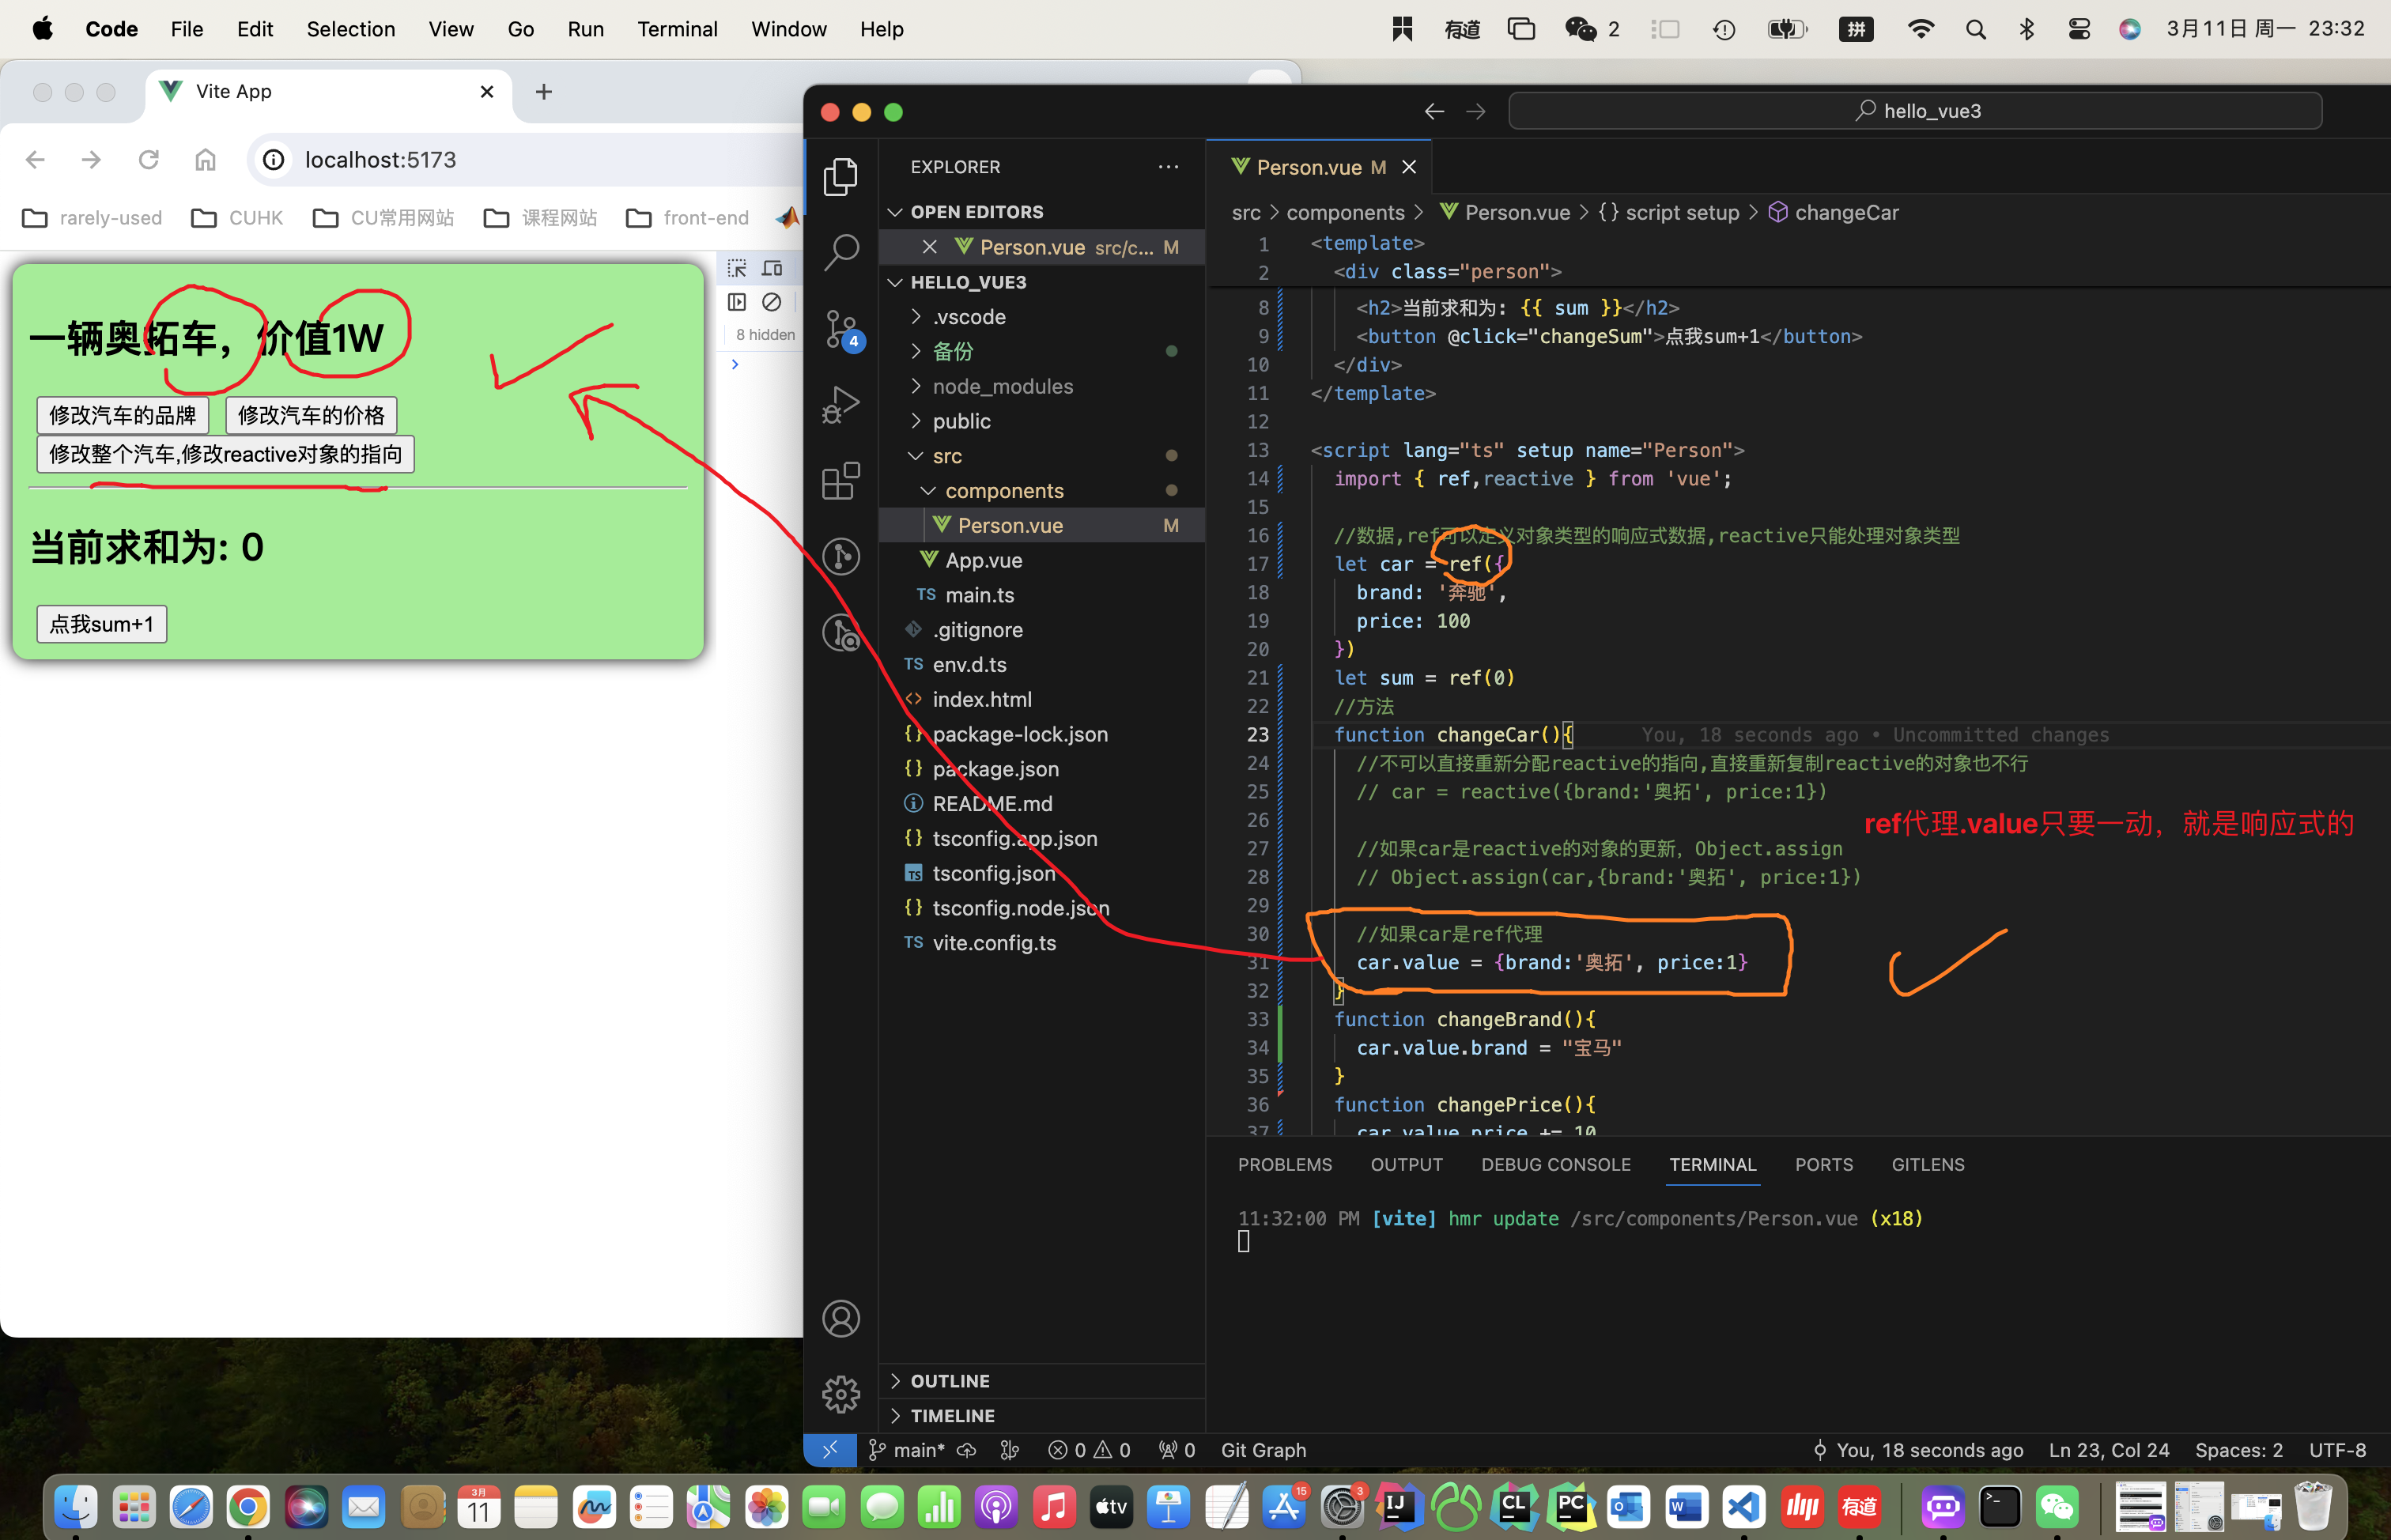 Code File Edit Selection View Go Run Terminal Window Help
有道 2 拼 3月11日 周一 23:32
Vite App
localhost:5173
rarely-used CUHK CU常用网站 课程网站 front-end
8 hidden
一辆奥拓车，价值1W
修改汽车的品牌 修改汽车的价格
修改整个汽车,修改reactive对象的指向
当前求和为: 0
点我sum+1
hello_vue3
EXPLORER
OPEN EDITORS
Person.vue src/c... M
HELLO_VUE3
.vscode
备份
node_modules
public
src
components
Person.vue M
App.vue
TS main.ts
.gitignore
TS env.d.ts
index.html
{} package-lock.json
{} package.json
README.md
{} tsconfig.app.json
TS tsconfig.json
{} tsconfig.node.json
TS vite.config.ts
OUTLINE
TIMELINE
4
Person.vue M
src > components > Person.vue > {} script setup > changeCar
1 <template>
2 <div class="person">
8 <h2>当前求和为: {{ sum }}</h2>
9 <button @click="changeSum">点我sum+1</button>
10 </div>
11 </template>
12
13 <script lang="ts" setup name="Person">
14 import { ref,reactive } from 'vue';
15
16 //数据,ref可以定义对象类型的响应式数据,reactive只能处理对象类型
17 let car = ref({
18 brand: '奔驰',
19 price: 100
20 })
21 let sum = ref(0)
22 //方法
23 function changeCar(){ You, 18 seconds ago • Uncommitted changes
24 //不可以直接重新分配reactive的指向,直接重新复制reactive的对象也不行
25 // car = reactive({brand:'奥拓', price:1})
26
ref代理.value只要一动，就是响应式的
27 //如果car是reactive的对象的更新，Object.assign
28 // Object.assign(car,{brand:'奥拓', price:1})
29
30 //如果car是ref代理
31 car.value = {brand:'奥拓', price:1}
32 }
33 function changeBrand(){
34 car.value.brand = "宝马"
35 }
36 function changePrice(){
37 car.value.price += 10
PROBLEMS OUTPUT DEBUG CONSOLE TERMINAL PORTS GITLENS
11:32:00 PM [vite] hmr update /src/components/Person.vue (x18)
main* 0 0 0 Git Graph You, 18 seconds ago Ln 23, Col 24 Spaces: 2 UTF-8
3月 11 tv 15 3 IJ CL PC O W 有道